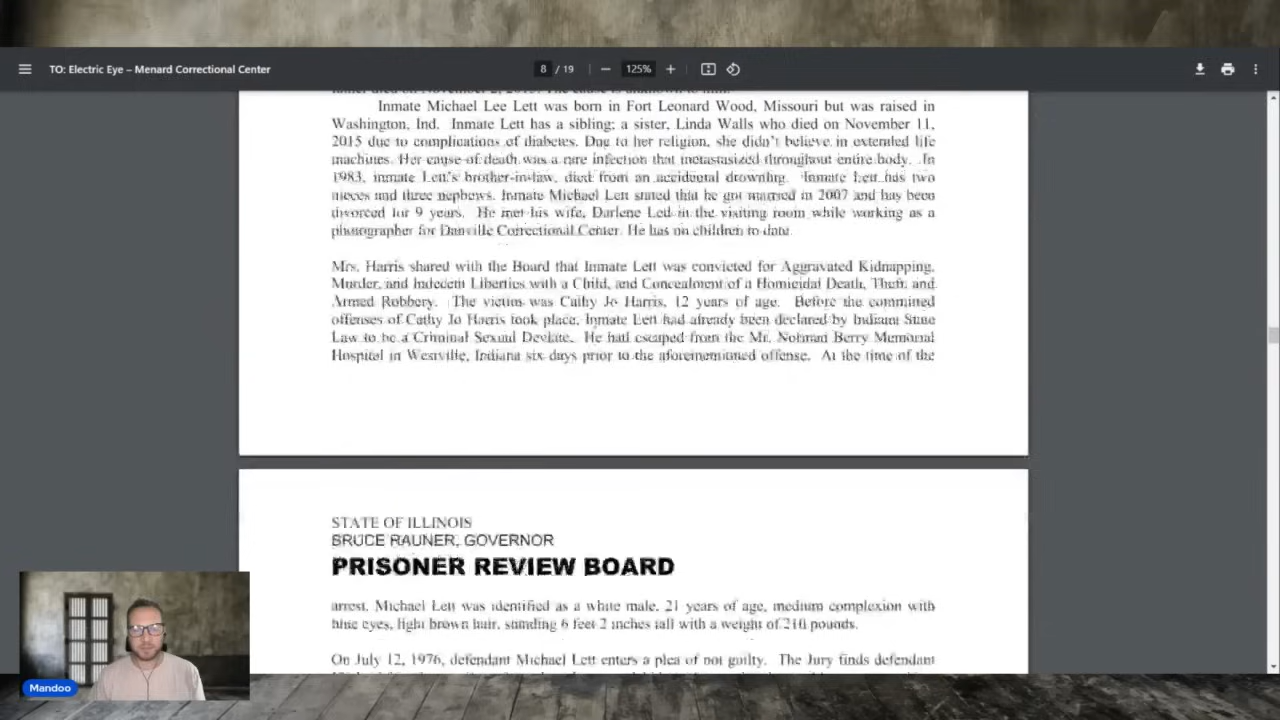 TO: Electric Eye – Menard Correctional Center
8 / 19
125%
Inmate Michael Lee Lett was born in Fort Leonard Wood, Missouri but was raised in
Washington, Ind. Inmate Lett has a sibling; a sister, Linda Walls who died on November 11,
2015 due to complications of diabetes. Due to her religion, she didn't believe in extended life
machines. Her cause of death was a rare infection that metastasized throughout entire body. In
1983, inmate Lett's brother-in-law, died from an accidental drowning. Inmate Lett has two
nieces and three nephews. Inmate Michael Lett stated that he got married in 2007 and has been
divorced for 9 years. He met his wife, Darlene in the visiting room while working as a
photographer for Danville Correctional Center. He has no children to date.
Mrs. Harris shared with the Board that Inmate Lett was convicted for Aggravated Kidnapping,
Murder, and Indecent Liberties with a Child, and Concealment of a Homicidal Death, Theft and
Armed Robbery. The victim was Cathy Jo Harris, 12 years of age. Before the committed
offenses of Cathy Jo Harris took place, Inmate Lett had already been declared by Indiana State
Law to be a Criminal Sexual Deviate. He had escaped from the Berry Memorial
Hospital in Westville, Indiana six days prior to the aforementioned offense. At the time of the
STATE OF ILLINOIS
BRUCE RAUNER, GOVERNOR
PRISONER REVIEW BOARD
arrest, Michael Lett was identified as a white male, 21 years of age, medium complexion with
blue eyes, light brown hair, standing 6 feet 2 inches tall with a weight of 210 pounds.
On July 12, 1976, defendant Michael Lett enters a plea of not guilty. The Jury finds defendant
Mandoo